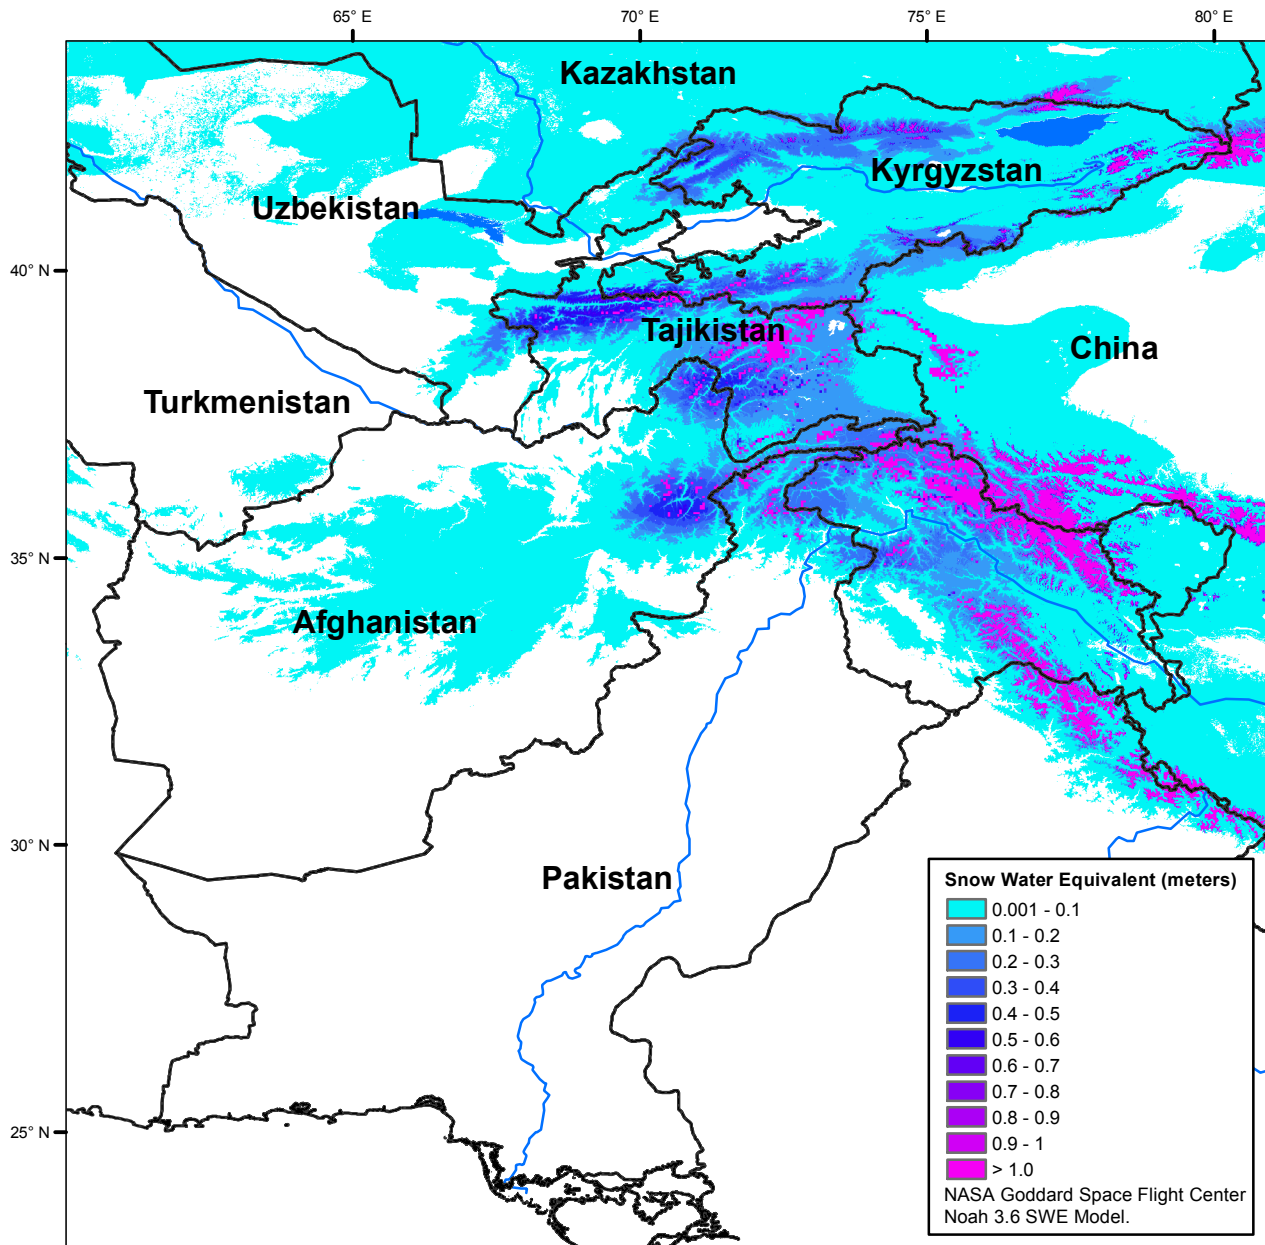 65° E
70° E
75° E
80° E
Kazakhstan
Kyrgyzstan
Uzbekistan
40° N
Tajikistan
China
Turkmenistan
35° N
Afghanistan
30° N
Pakistan
25° N
Snow Water Equivalent (meters)
0.001 - 0.1
0.1 - 0.2
0.2 - 0.3
0.3 - 0.4
0.4 - 0.5
0.5 - 0.6
0.6 - 0.7
0.7 - 0.8
0.8 - 0.9
0.9 - 1
> 1.0
NASA Goddard Space Flight Center
Noah 3.6 SWE Model.